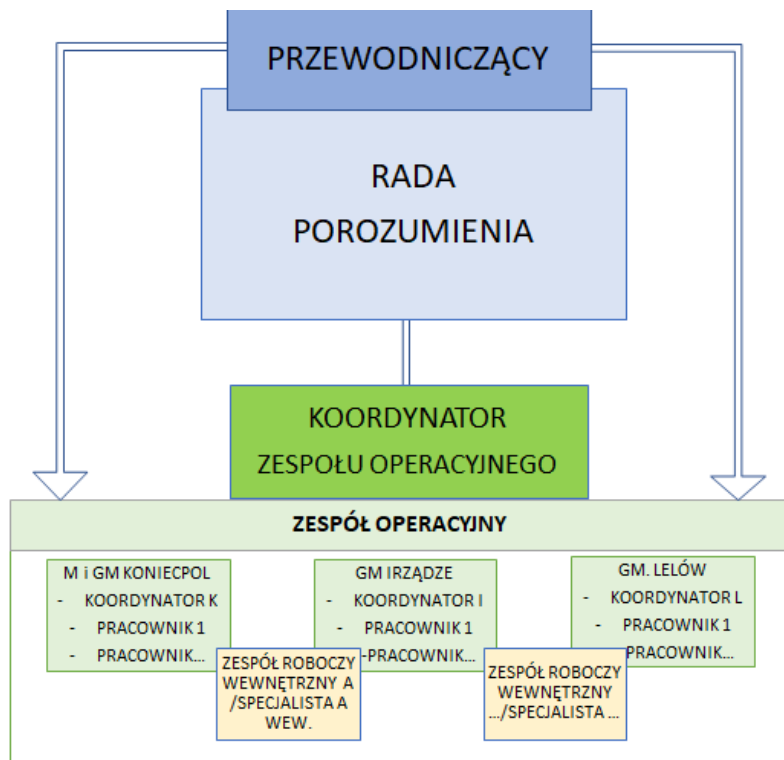 PRZEWODNICZĄCY
RADA
POROZUMIENIA
KOORDYNATOR
ZESPOŁU OPERACYJNEGO
ZESPÓŁ OPERACYJNY
M i GM KONIECPOL
- KOORDYNATOR K
- PRACOWNIK 1
- PRACOWNIK...
GM IRZĄDZE
- KOORDYNATOR I
- PRACOWNIK 1
-PRACOWNIK...
GM. LELÓW
- KOORDYNATOR L
- PRACOWNIK 1
PRACOWNIK...
ZESPÓŁ ROBOCZY
WEWNĘTRZNY A
/SPECJALISTA A
WEW.
ZESPÓŁ ROBOCZY
WEWNĘTRZNY
.../SPECJALISTA ...